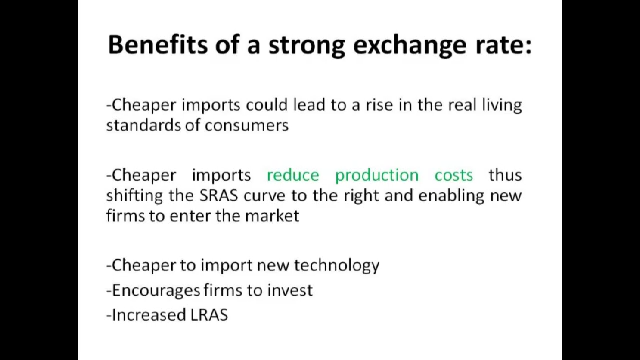 Benefits of a strong exchange rate:
-Cheaper imports could lead to a rise in the real living
standards of consumers
-Cheaper imports reduce production costs thus
shifting the SRAS curve to the right and enabling new
firms to enter the market
-Cheaper to import new technology
-Encourages firms to invest
-Increased LRAS